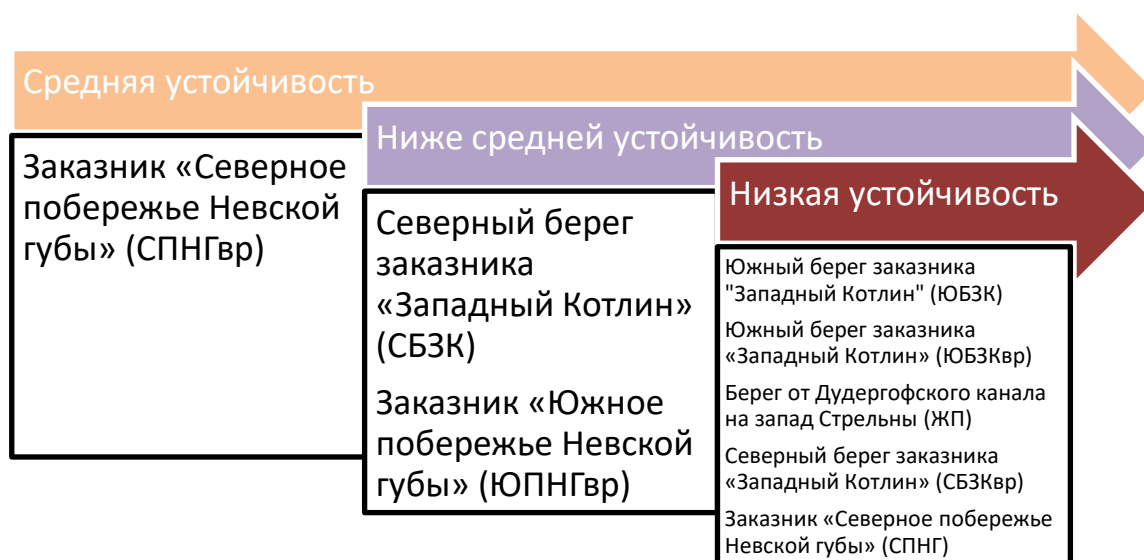 Средняя устойчивость
Заказник «Северное
побережье Невской
губы» (СПНГвр)
Ниже средней устойчивость
Северный берег
заказника
«Западный Котлин»
(СБЗК)
Заказник «Южное
побережье Невской
губы» (ЮПНГвр)
Низкая устойчивость
Южный берег заказника
"Западный Котлин" (ЮБЗК)
Южный берег заказника
«Западный Котлин» (ЮБЗКвр)
Берег от Дудергофского канала
на запад Стрельны (ЖП)
Северный берег заказника
«Западный Котлин» (СБЗКвр)
Заказник «Северное побережье
Невской губы» (СПНГ)